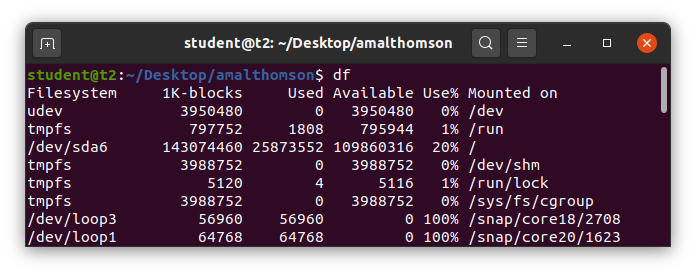 student@t2: ~/Desktop/amalthomson
student@t2:~/Desktop/amalthomson$ df
Filesystem     1K-blocks     Used Available Use% Mounted on
udev             3950480        0   3950480   0% /dev
tmpfs             797752     1808    795944   1% /run
/dev/sda6      143074460 25873552 109860316  20% /
tmpfs            3988752        0   3988752   0% /dev/shm
tmpfs               5120        4      5116   1% /run/lock
tmpfs            3988752        0   3988752   0% /sys/fs/cgroup
/dev/loop3         56960    56960         0 100% /snap/core18/2708
/dev/loop1         64768    64768         0 100% /snap/core20/1623